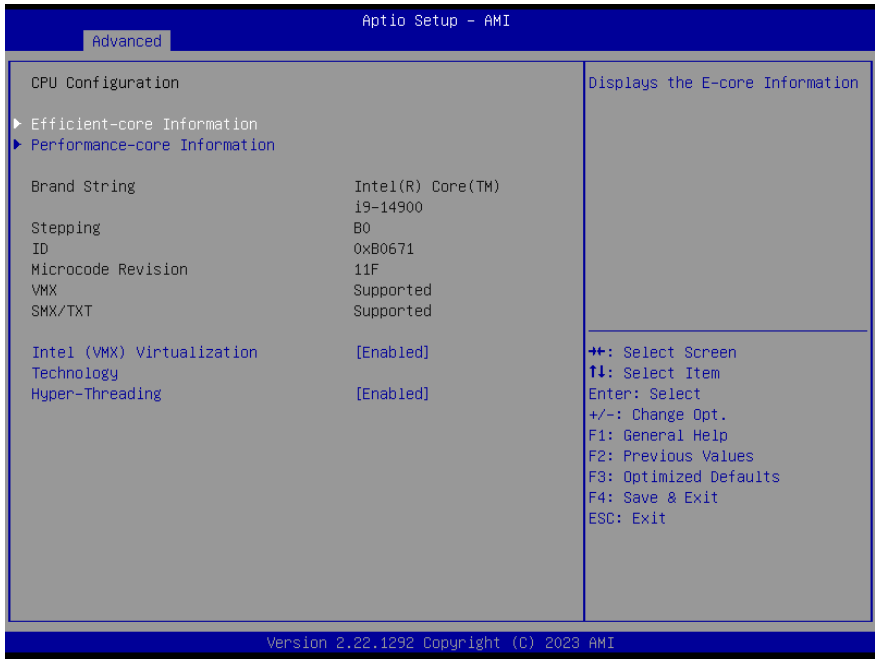 Aptio Setup – AMI
Advanced
CPU Configuration
Efficient-core Information
Performance-core Information
Brand String Intel(R) Core(TM)
i9-14900
Stepping B0
ID 0xB0671
Microcode Revision 11F
VMX Supported
SMX/TXT Supported
Intel (VMX) Virtualization [Enabled]
Technology
Hyper-Threading [Enabled]
Displays the E-core Information
→←: Select Screen
↑↓: Select Item
Enter: Select
+/-: Change Opt.
F1: General Help
F2: Previous Values
F3: Optimized Defaults
F4: Save & Exit
ESC: Exit
Version 2.22.1292 Copyright (C) 2023 AMI